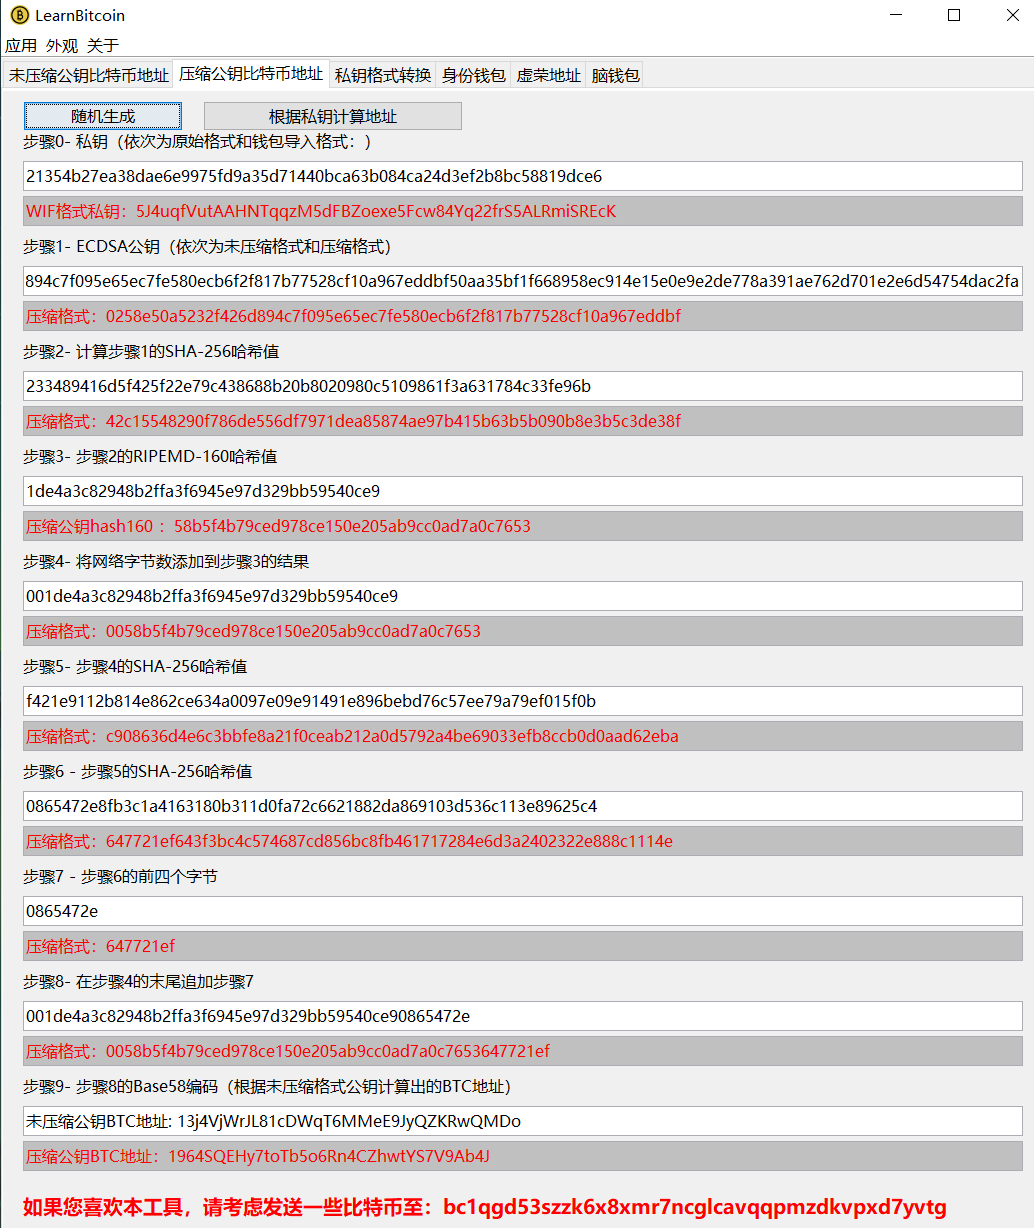 LearnBitcoin
应用 外观 关于
未压缩公钥比特币地址 压缩公钥比特币地址 私钥格式转换 身份钱包 虚荣地址 脑钱包
随机生成 根据私钥计算地址
步骤0- 私钥（依次为原始格式和钱包导入格式：）
21354b27ea38dae6e9975fd9a35d71440bca63b084ca24d3ef2b8bc58819dce6
WIF格式私钥：5J4uqfVutAAHNTqqzM5dFBZoexe5Fcw84Yq22frS5ALRmiSREcK
步骤1- ECDSA公钥（依次为未压缩格式和压缩格式）
894c7f095e65ec7fe580ecb6f2f817b77528cf10a967eddbf50aa35bf1f668958ec914e15e0e9e2de778a391ae762d701e2e6d54754dac2fa
压缩格式：0258e50a5232f426d894c7f095e65ec7fe580ecb6f2f817b77528cf10a967eddbf
步骤2- 计算步骤1的SHA-256哈希值
233489416d5f425f22e79c438688b20b8020980c5109861f3a631784c33fe96b
压缩格式：42c15548290f786de556df7971dea85874ae97b415b63b5b090b8e3b5c3de38f
步骤3- 步骤2的RIPEMD-160哈希值
1de4a3c82948b2ffa3f6945e97d329bb59540ce9
压缩公钥hash160 ：58b5f4b79ced978ce150e205ab9cc0ad7a0c7653
步骤4- 将网络字节数添加到步骤3的结果
001de4a3c82948b2ffa3f6945e97d329bb59540ce9
压缩格式：0058b5f4b79ced978ce150e205ab9cc0ad7a0c7653
步骤5- 步骤4的SHA-256哈希值
f421e9112b814e862ce634a0097e09e91491e896bebd76c57ee79a79ef015f0b
压缩格式：c908636d4e6c3bbfe8a21f0ceab212a0d5792a4be69033efb8ccb0d0aad62eba
步骤6 - 步骤5的SHA-256哈希值
0865472e8fb3c1a4163180b311d0fa72c6621882da869103d536c113e89625c4
压缩格式：647721ef643f3bc4c574687cd856bc8fb461717284e6d3a2402322e888c1114e
步骤7 - 步骤6的前四个字节
0865472e
压缩格式：647721ef
步骤8- 在步骤4的末尾追加步骤7
001de4a3c82948b2ffa3f6945e97d329bb59540ce90865472e
压缩格式：0058b5f4b79ced978ce150e205ab9cc0ad7a0c7653647721ef
步骤9- 步骤8的Base58编码（根据未压缩格式公钥计算出的BTC地址）
未压缩公钥BTC地址: 13j4VjWrJL81cDWqT6MMeE9JyQZKRwQMDo
压缩公钥BTC地址：1964SQEHy7toTb5o6Rn4CZhwtYS7V9Ab4J
如果您喜欢本工具，请考虑发送一些比特币至：bc1qgd53szzk6x8xmr7ncglcavqqpmzdkvpxd7yvtg